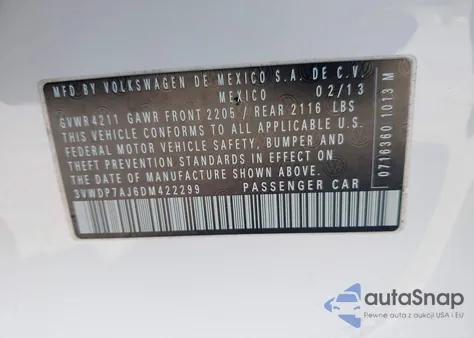 MFD BY VOLKSWAGEN DE MEXICO S.A. DE C.V.
MEXICO 02/13
GVWR 4211 GAWR FRONT 2205 / REAR 2116 LBS
THIS VEHICLE CONFORMS TO ALL APPLICABLE U.S.
FEDERAL MOTOR VEHICLE SAFETY, BUMPER AND
THEFT PREVENTION STANDARDS IN EFFECT ON
THE DATE OF MANUFACTURE SHOWN ABOVE.
3VWDP7AJ6DM422299 PASSENGER CAR
0716360 1013 M
autoSnap
Pewne auta z aukcji USA i EU